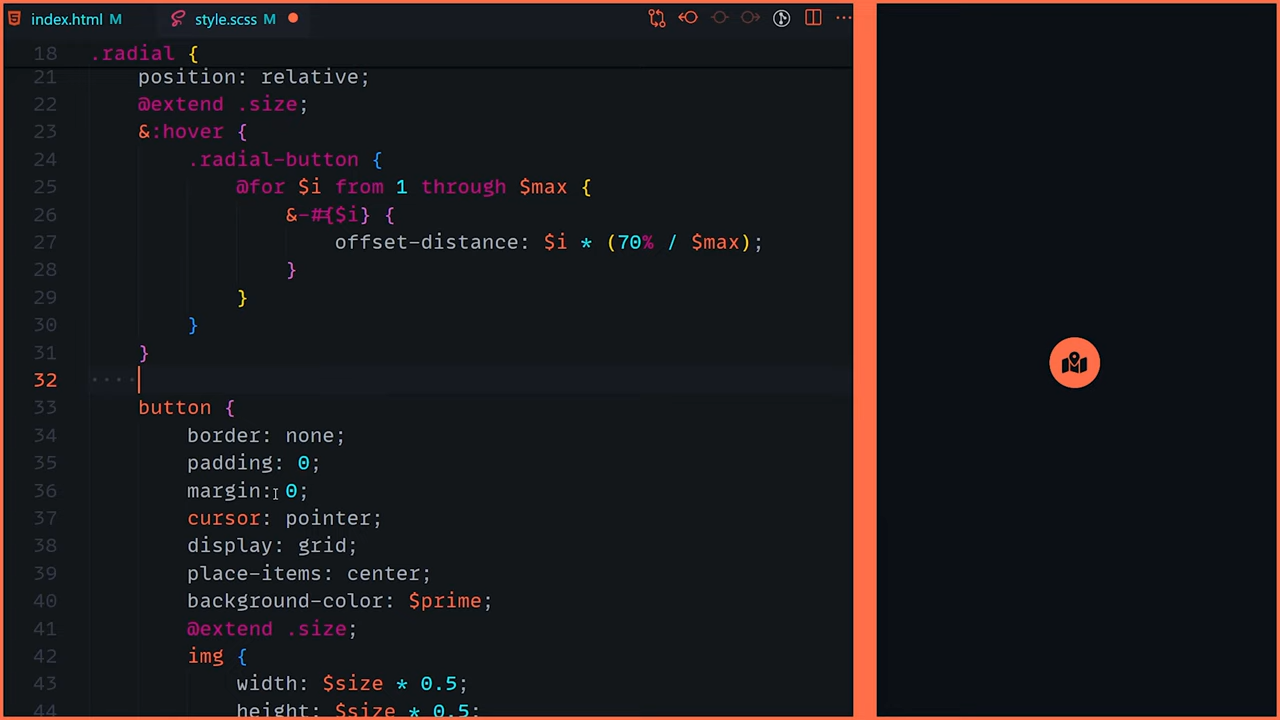 index.html M style.scss M
18 .radial {
21 position: relative;
22 @extend .size;
23 &:hover {
24 .radial-button {
25 @for $i from 1 through $max {
26 &-#{$i} {
27 offset-distance: $i * (70% / $max);
28 }
29 }
30 }
31 }
32
33 button {
34 border: none;
35 padding: 0;
36 margin: 0;
37 cursor: pointer;
38 display: grid;
39 place-items: center;
40 background-color: $prime;
41 @extend .size;
42 img {
43 width: $size * 0.5;
44 height: $size * 0.5;